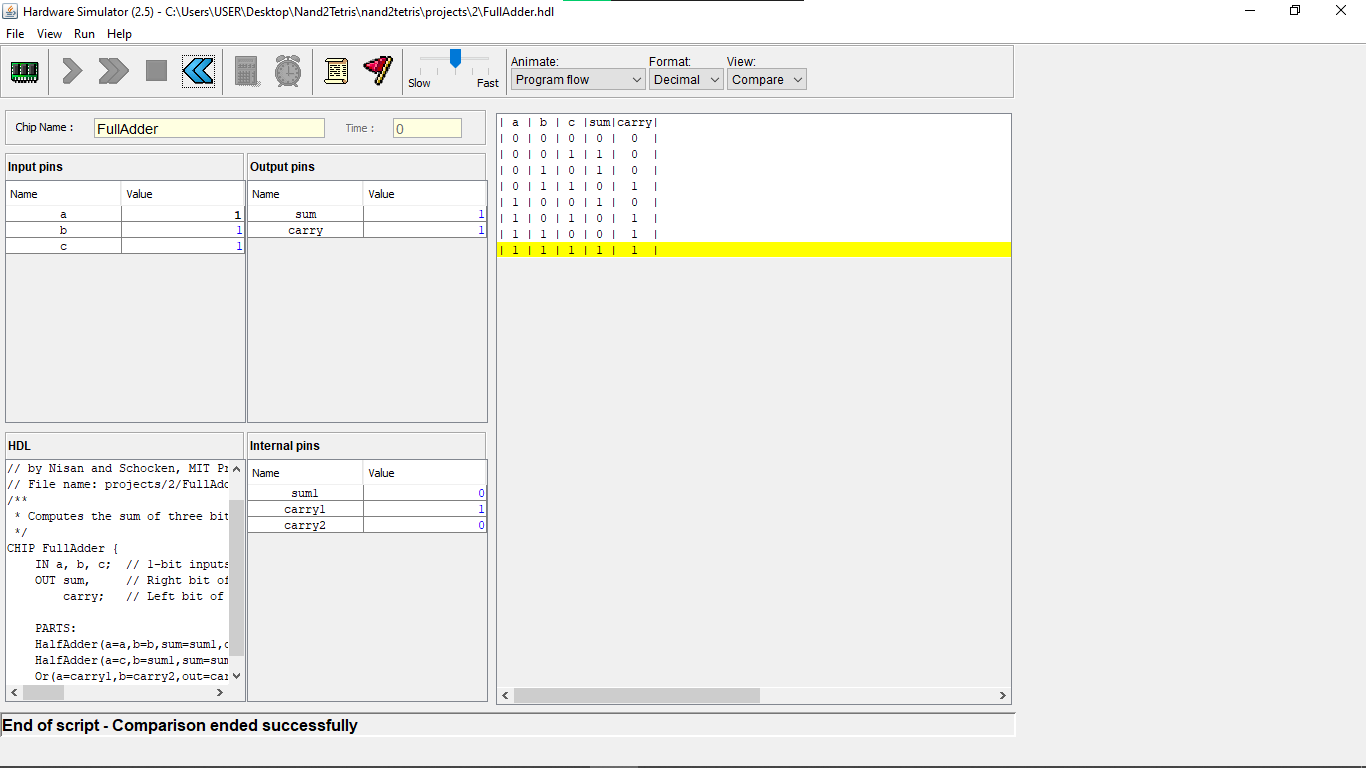 Hardware Simulator (2.5) - C:\Users\USER\Desktop\Nand2Tetris\nand2tetris\projects\2\FullAdder.hdl
File View Run Help
Slow Fast
Animate: Format: View:
Program flow Decimal Compare
Chip Name : FullAdder Time : 0
Input pins
Name Value
a 1
b 1
c 1
Output pins
Name Value
sum 1
carry 1
HDL
// by Nisan and Schocken, MIT Pr
// File name: projects/2/FullAdd
/**
* Computes the sum of three bit
*/
CHIP FullAdder {
IN a, b, c; // 1-bit inputs
OUT sum, // Right bit of
carry; // Left bit of
PARTS:
HalfAdder(a=a,b=b,sum=sum1,c
HalfAdder(a=c,b=sum1,sum=sum
Or(a=carry1,b=carry2,out=car
Internal pins
Name Value
sum1 0
carry1 1
carry2 0
| a | b | c |sum|carry|
| 0 | 0 | 0 | 0 | 0 |
| 0 | 0 | 1 | 1 | 0 |
| 0 | 1 | 0 | 1 | 0 |
| 0 | 1 | 1 | 0 | 1 |
| 1 | 0 | 0 | 1 | 0 |
| 1 | 0 | 1 | 0 | 1 |
| 1 | 1 | 0 | 0 | 1 |
| 1 | 1 | 1 | 1 | 1 |
End of script - Comparison ended successfully